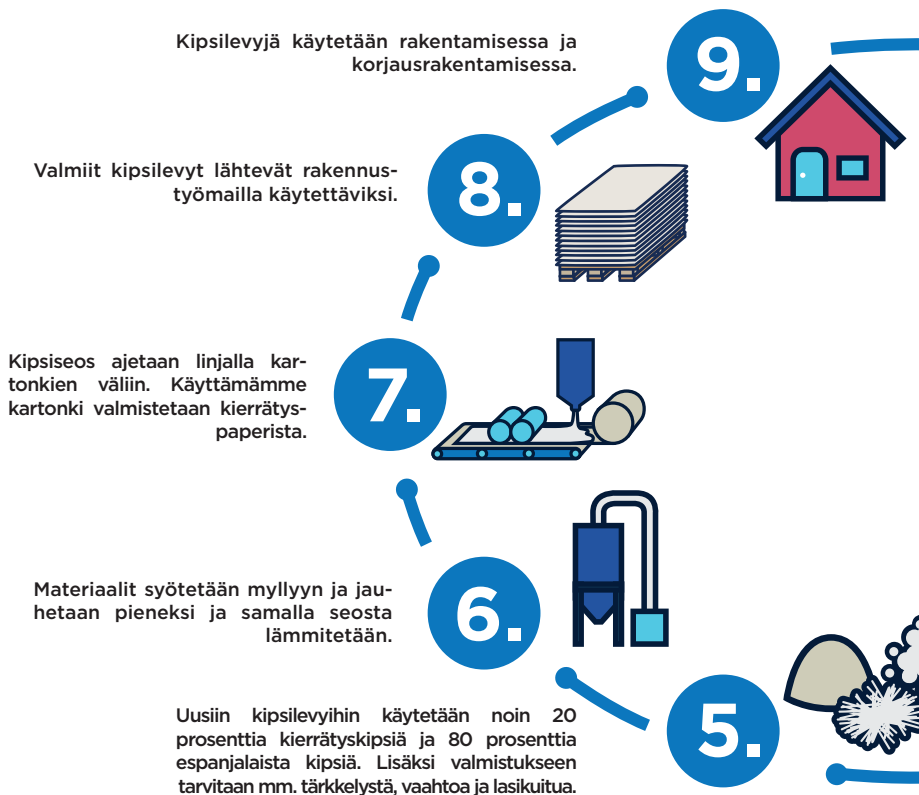 Kipsilevyjä käytetään rakentamisessa ja
korjausrakentamisessa.
9.
Valmiit kipsilevyt lähtevät rakennus-
työmailla käytettäviksi.
8.
Kipsiseos ajetaan linjalla kar-
tonkien väliin. Käyttämämme
kartonki valmistetaan kierrätys-
paperista.
7.
Materiaalit syötetään myllyyn ja jau-
hetaan pieneksi ja samalla seosta
lämmitetään.
6.
Uusiin kipsilevyihin käytetään noin 20
prosenttia kierrätyskipsiä ja 80 prosenttia
espanjalaista kipsiä. Lisäksi valmistukseen
tarvitaan mm. tärkkelystä, vaahtoa ja lasikuitua.
5.